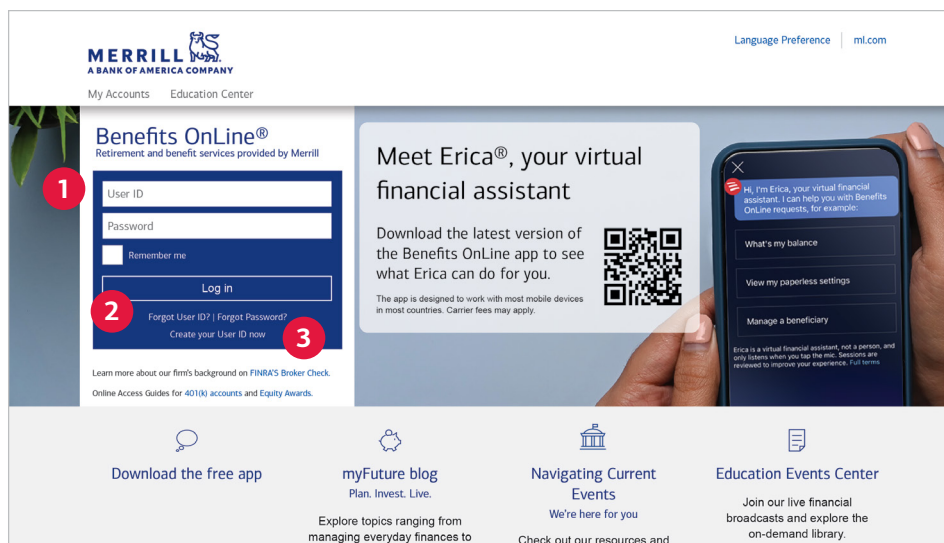 MERRILL
A BANK OF AMERICA COMPANY
Language Preference
ml.com
My Accounts
Education Center
Benefits OnLine®
Retirement and benefit services provided by Merrill
1
User ID
Password
Remember me
Log in
2
Forgot User ID? | Forgot Password?
Create your User ID now
3
Learn more about our firm's background on FINRA'S Broker Check.
Online Access Guides for 401(k) accounts and Equity Awards.
Meet Erica®, your virtual
financial assistant
Download the latest version of
the Benefits OnLine app to see
what Erica can do for you.
The app is designed to work with most mobile devices
in most countries. Carrier fees may apply.
Hi, I'm Erica, your virtual financial
assistant. I can help you with Benefits
OnLine requests, for example:
What's my balance
View my paperless settings
Manage a beneficiary
Erica is a virtual financial assistant, not a person, and
only listens when you tap the mic. Sessions are
reviewed to improve your experience. Full terms
Download the free app
myFuture blog
Plan. Invest. Live.
Explore topics ranging from
managing everyday finances to
Navigating Current
Events
We're here for you
Check out our resources and
Education Events Center
Join our live financial
broadcasts and explore the
on-demand library.